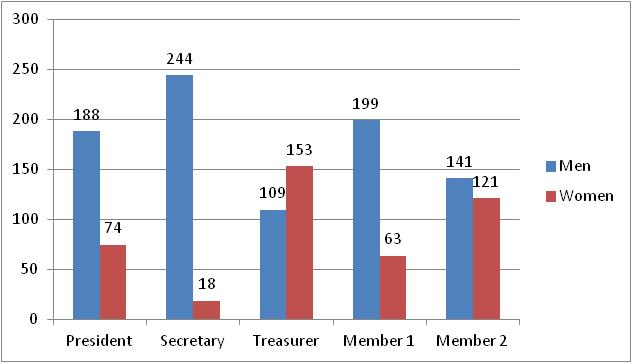 300
250
200
150
100
50
0
188
74
244
18
109
153
199
63
141
121
President
Secretary
Treasurer
Member 1
Member 2
Men
Women